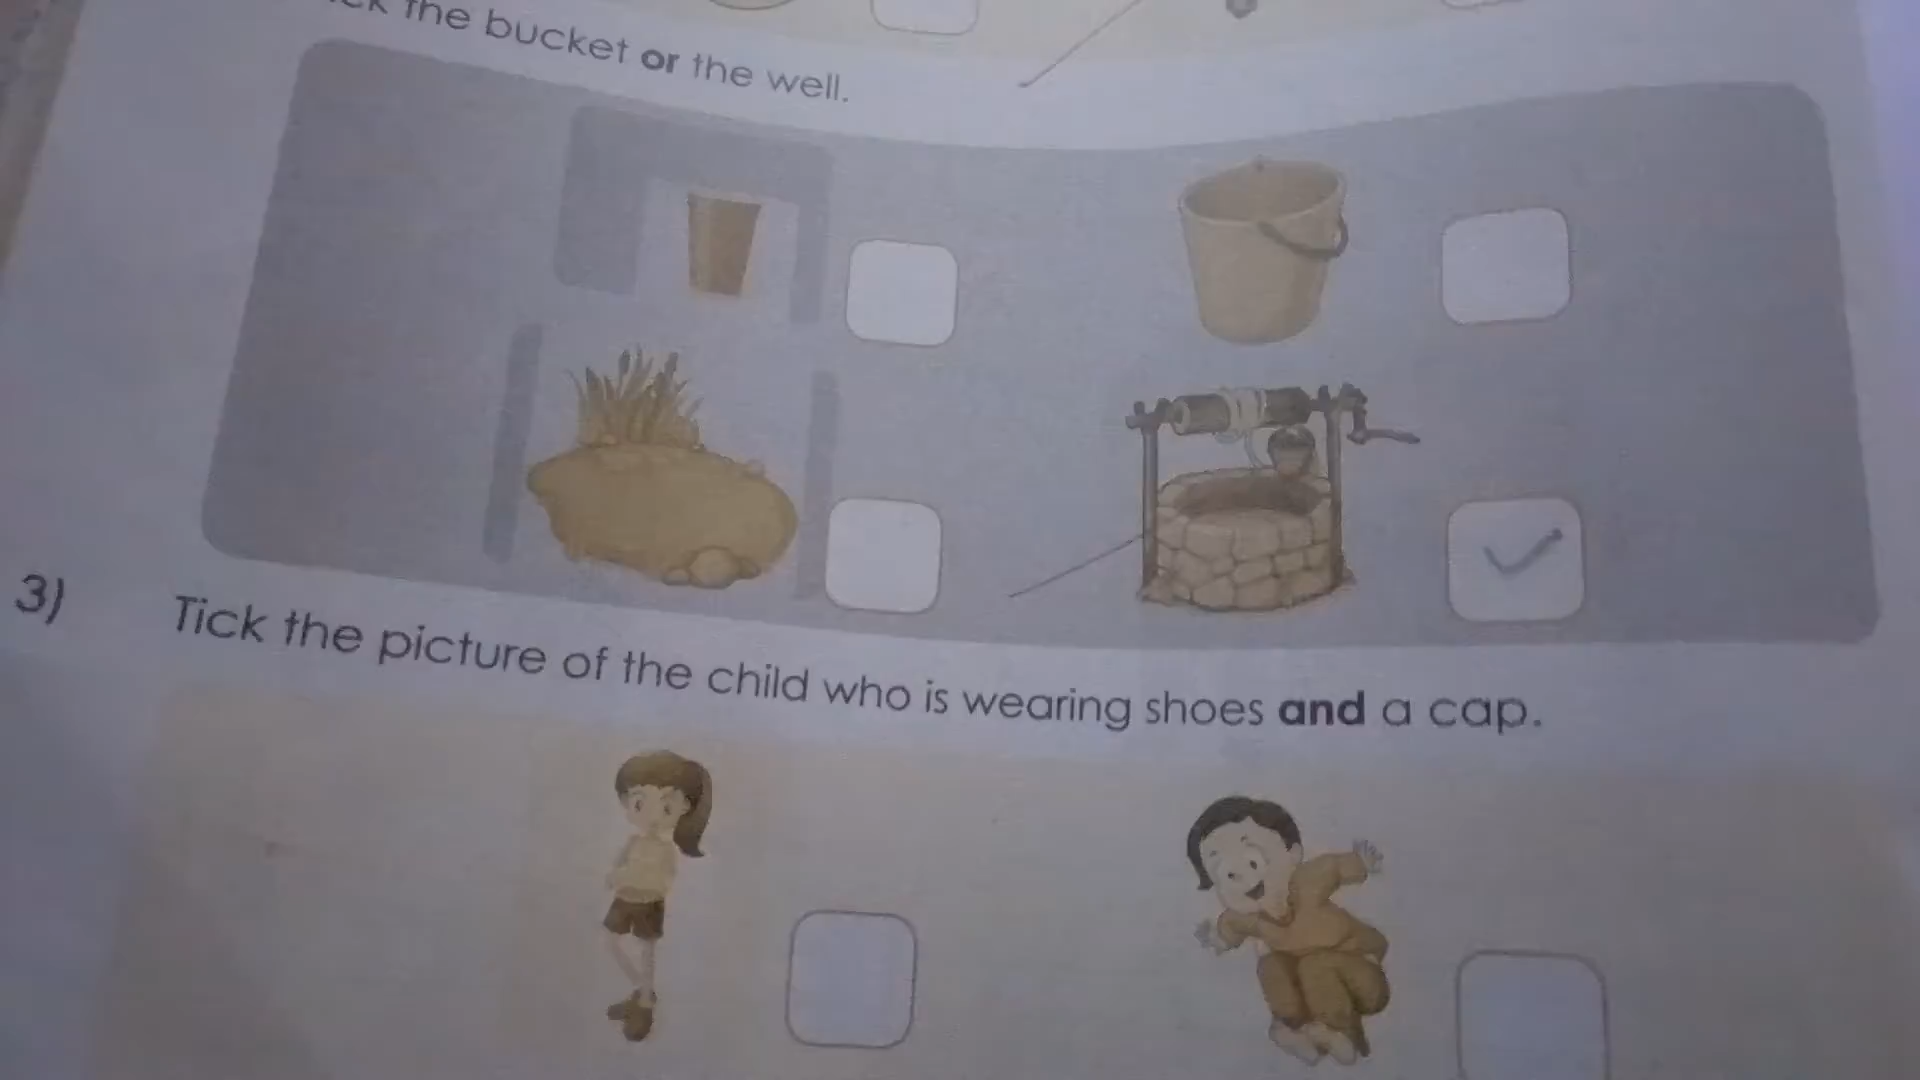 the bucket or the well.
3) Tick the picture of the child who is wearing shoes and a cap.